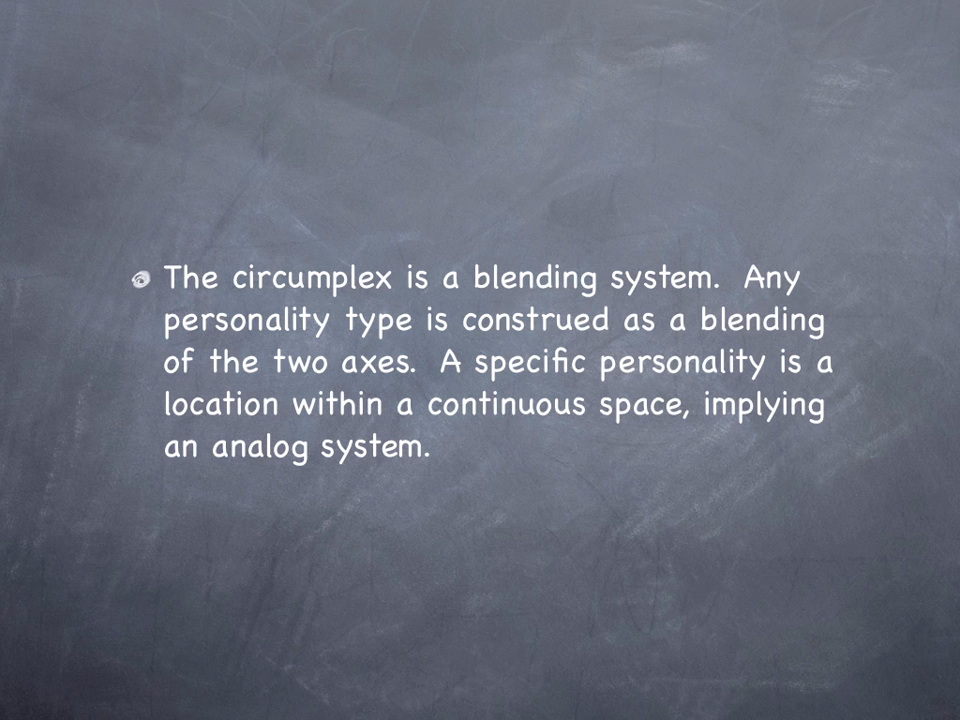 The circumplex is a blending system.  Any
personality type is construed as a blending
of the two axes.  A specific personality is a
location within a continuous space, implying
an analog system.